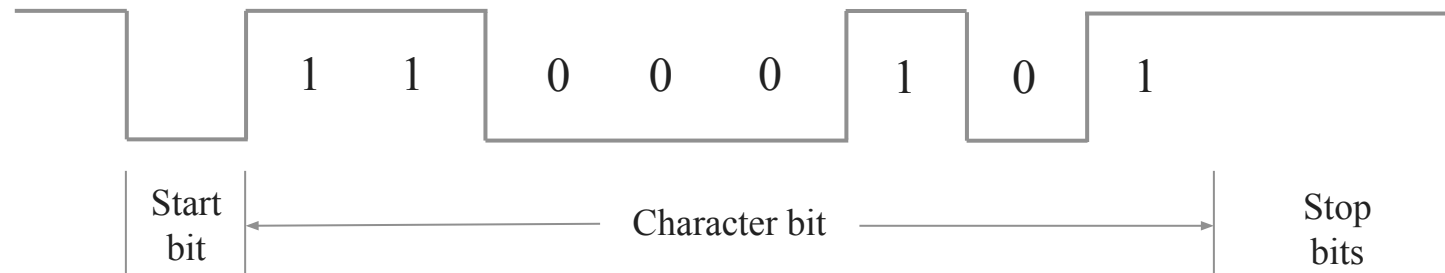 1 1 0 0 0 1 0 1
Start
bit
Character bit
Stop
bits